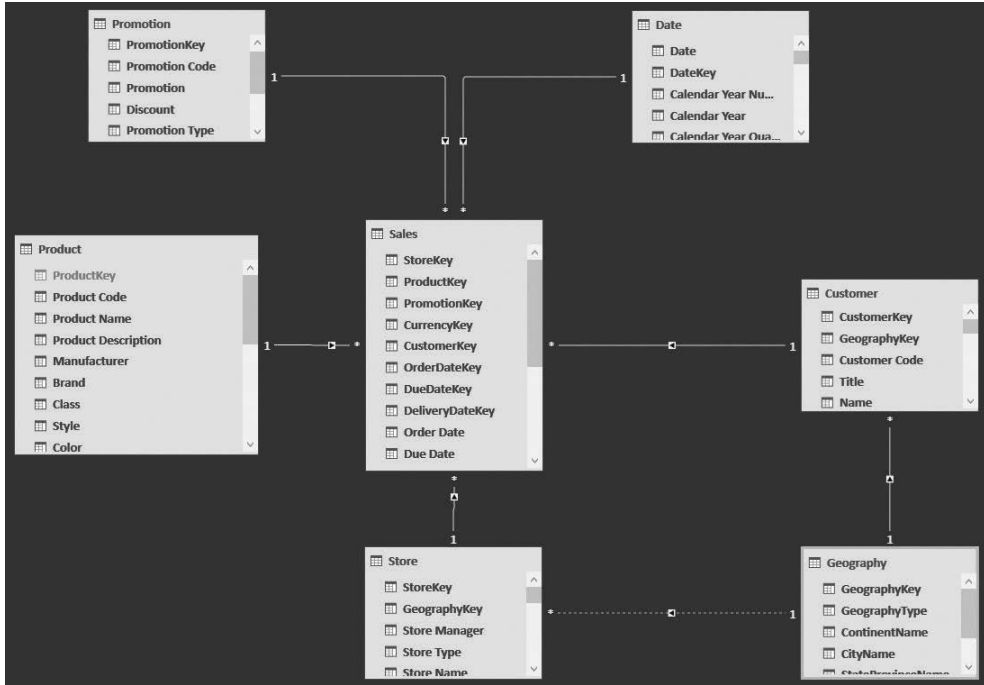 Promotion
PromotionKey
Promotion Code
Promotion
Discount
Promotion Type
1
Date
Date
DateKey
Calendar Year Nu...
Calendar Year
Calendar Year Qua...
1
* *
Product
ProductKey
Product Code
Product Name
Product Description
Manufacturer
Brand
Class
Style
Color
1
*
Sales
StoreKey
ProductKey
PromotionKey
CurrencyKey
CustomerKey
OrderDateKey
DueDateKey
DeliveryDateKey
Order Date
Due Date
*
1
Customer
CustomerKey
GeographyKey
Customer Code
Title
Name
*
*
1
1
Store
StoreKey
GeographyKey
Store Manager
Store Type
Store Name
*
1
Geography
GeographyKey
GeographyType
ContinentName
CityName
StateProvinceName